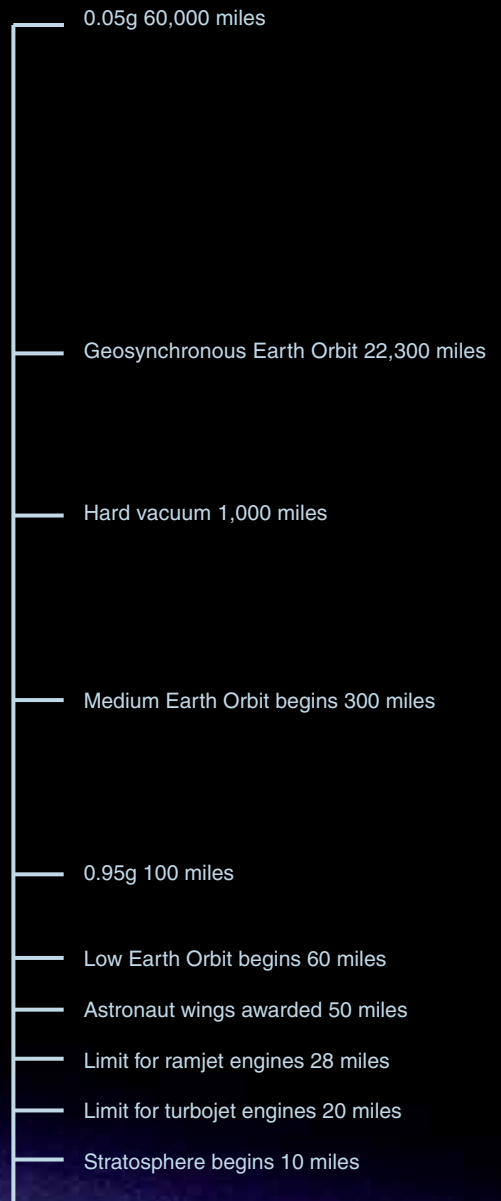 0.05g 60,000 miles
Geosynchronous Earth Orbit 22,300 miles
Hard vacuum 1,000 miles
Medium Earth Orbit begins 300 miles
0.95g 100 miles
Low Earth Orbit begins 60 miles
Astronaut wings awarded 50 miles
Limit for ramjet engines 28 miles
Limit for turbojet engines 20 miles
Stratosphere begins 10 miles